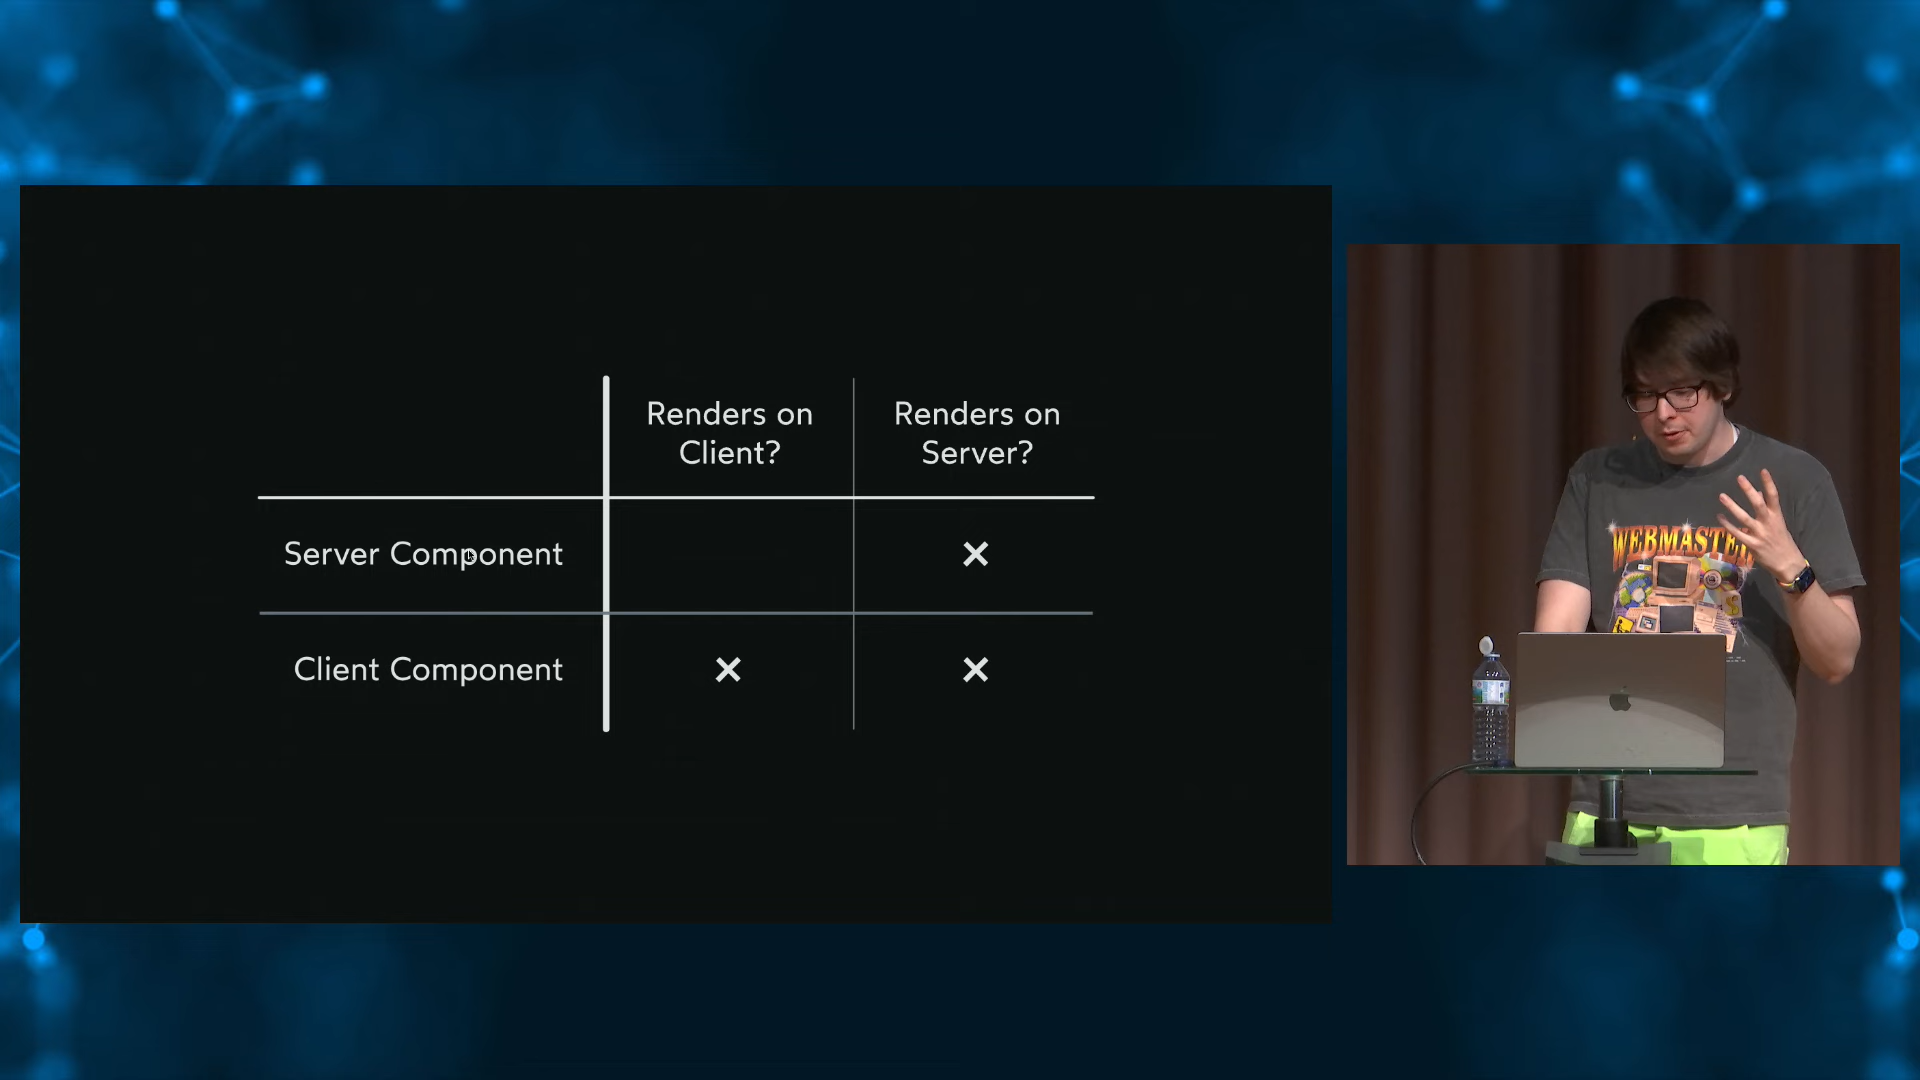 Renders on
Client?
Renders on
Server?
Server Component
✕
Client Component
✕ ✕
WEBMASTER